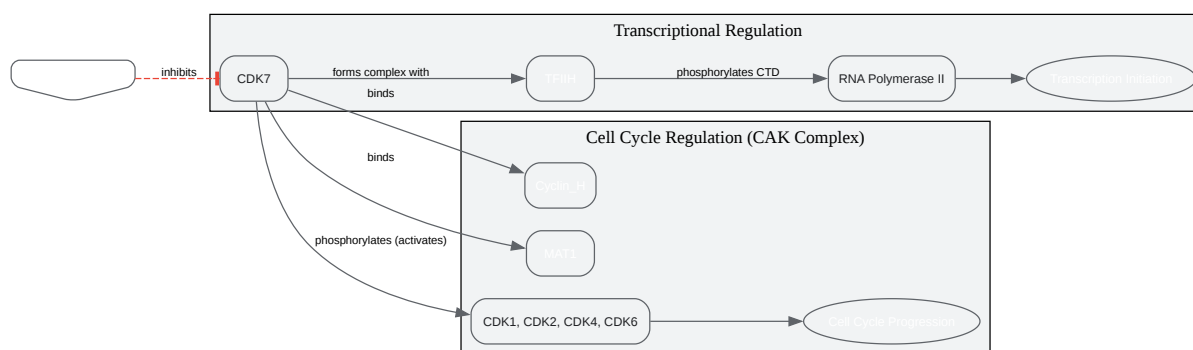 Transcriptional Regulation
inhibits
CDK7
forms complex with
TFIIH
phosphorylates CTD
RNA Polymerase II
Transcription Initiation
binds
Cell Cycle Regulation (CAK Complex)
binds
Cyclin_H
phosphorylates (activates)
MAT1
CDK1, CDK2, CDK4, CDK6
Cell Cycle Progression